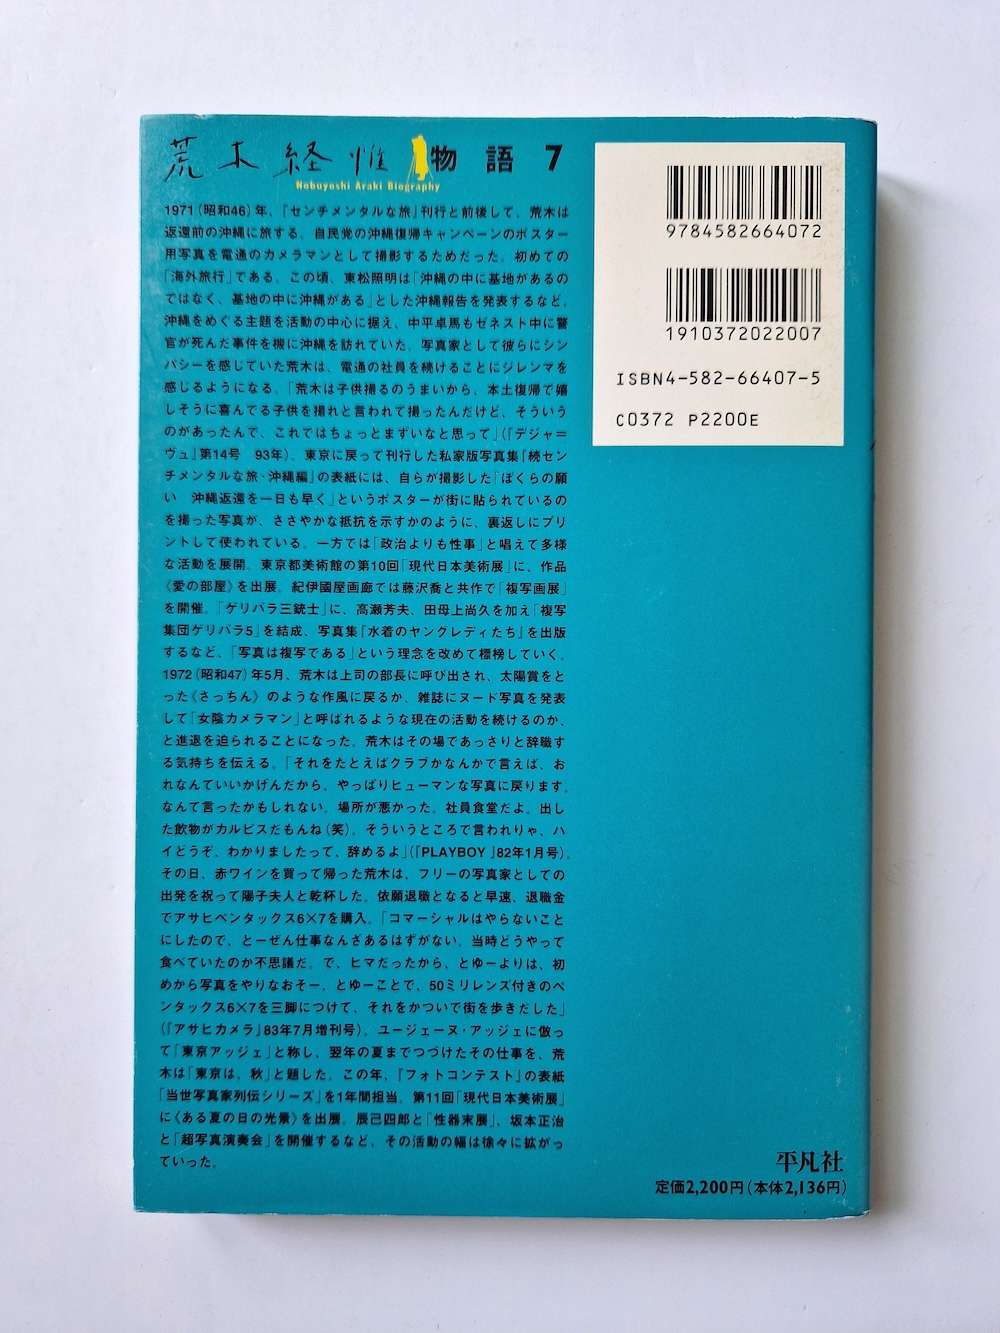 荒木経惟 物語 7
Nobuyoshi Araki Biography
1971（昭和46）年、『センチメンタルな旅』刊行と前後して、荒木は
返還前の沖縄に旅する。自民党の沖縄復帰キャンペーンのポスター
用写真を電通のカメラマンとして撮影するためだった。初めての
「海外旅行」である。この頃、東松照明は「沖縄の中に基地があるの
ではなく、基地の中に沖縄がある」とした沖縄報告を発表するなど、
沖縄をめぐる主題を活動の中心に据え、中平卓馬もゼネスト中に警
官が死んだ事件を機に沖縄を訪れていた。写真家として彼らにシン
パシーを感じていた荒木は、電通の社員を続けることにジレンマを
感じるようになる。「荒木は子供撮るのうまいから、本土復帰で嬉
しそうに喜んでる子供を撮れと言われて撮ったんだけど、そういう
のがあったんで、これではちょっとまずいなと思って」（『デジャ＝
ヴュ』第14号　93年）。東京に戻って刊行した私家版写真集『続セン
チメンタルな旅・沖縄編』の表紙には、自らが撮影した「ぼくらの願
い　沖縄返還を一日も早く」というポスターが街に貼られているの
を撮った写真が、ささやかな抵抗を示すかのように、裏返しにプリ
ントして使われている。一方では「政治よりも性事」と唱えて多様
な活動を展開。東京都美術館の第10回「現代日本美術展」に、作品
《愛の部屋》を出展。紀伊國屋画廊では藤沢喬と共作で「複写画展」
を開催。「ゲリバラ三銃士」に、高瀬芳夫、田母上尚久を加え「複写
集団ゲリバラ5」を結成、写真集『水着のヤングレディたち』を出版
するなど、「写真は複写である」という理念を改めて標榜していく。
1972（昭和47）年5月、荒木は上司の部長に呼び出され、太陽賞をと
った〈さっちん〉のような作風に戻るか、雑誌にヌード写真を発表
して「女陰カメラマン」と呼ばれるような現在の活動を続けるのか、
と進退を迫られることになった。荒木はその場であっさりと辞職す
る気持ちを伝える。「それをたとえばクラブかなんかで言えば、お
れなんていいかげんだから、やっぱりヒューマンな写真に戻ります。
なんて言ったかもしれない。場所が悪かった。社員食堂だよ。出し
た飲物がカルピスだもんね（笑）。そういうところで言われりゃ、ハ
イどうぞ、わかりましたって、辞めるよ」（『PLAYBOY』82年1月号）。
その日、赤ワインを買って帰った荒木は、フリーの写真家としての
出発を祝って陽子夫人と乾杯した。依願退職となると早速、退職金
でアサヒペンタックス6×7を購入。「コマーシャルはやらないこと
にしたので、とーぜん仕事なんざあるはずがない。当時どうやって
食べていたのか不思議だ。で、ヒマだったから、とゆーよりは、初
めから写真をやりなおそー、とゆーことで、50ミリレンズ付きのペ
ンタックス6×7を三脚につけて、それをかついで街を歩きだした」
（『アサヒカメラ』83年7月増刊号）。ユージェーヌ・アッジェに倣っ
て「東京アッジェ」と称し、翌年の夏までつづけたその仕事を、荒
木は「東京は、秋」と題した。この年、『フォトコンテスト』の表紙
「当世写真家列伝シリーズ」を1年間担当。第11回「現代日本美術展」
に〈ある夏の日の光景〉を出展。辰己四郎と「性器末展」、坂本正治
と「超写真演奏会」を開催するなど、その活動の幅は徐々に拡がっ
ていった。
9784582664072
1910372022007
ISBN4-582-66407-5
C0372 P2200E
平凡社
定価2,200円（本体2,136円）